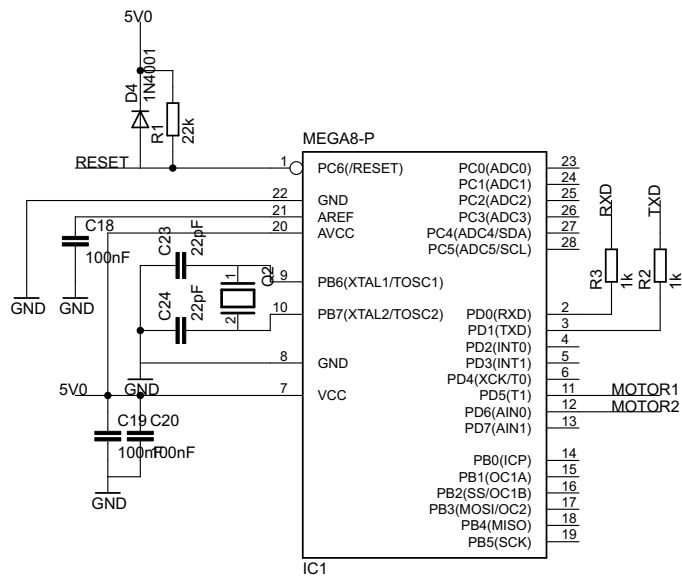 5V0
D4
1N4001
R1
22k
RESET
MEGA8-P
1 PC6(/RESET) PC0(ADC0) 23
PC1(ADC1) 24
22 GND PC2(ADC2) 25
21 AREF PC3(ADC3) 26
20 AVCC PC4(ADC4/SDA) 27
PC5(ADC5/SCL) 28
C18
100nF
GND
GND
C23
22pF
C24
22pF
1
2
Q2
9 PB6(XTAL1/TOSC1)
10 PB7(XTAL2/TOSC2) PD0(RXD) 2
PD1(TXD) 3
PD2(INT0) 4
8 GND PD3(INT1) 5
GND
PD4(XCK/T0) 6
5V0
7 VCC PD5(T1) 11 MOTOR1
PD6(AIN0) 12 MOTOR2
PD7(AIN1) 13
RXD
TXD
R3
1k
R2
1k
C19
100nF
C20
100nF
GND
PB0(ICP) 14
PB1(OC1A) 15
PB2(SS/OC1B) 16
PB3(MOSI/OC2) 17
PB4(MISO) 18
PB5(SCK) 19
IC1